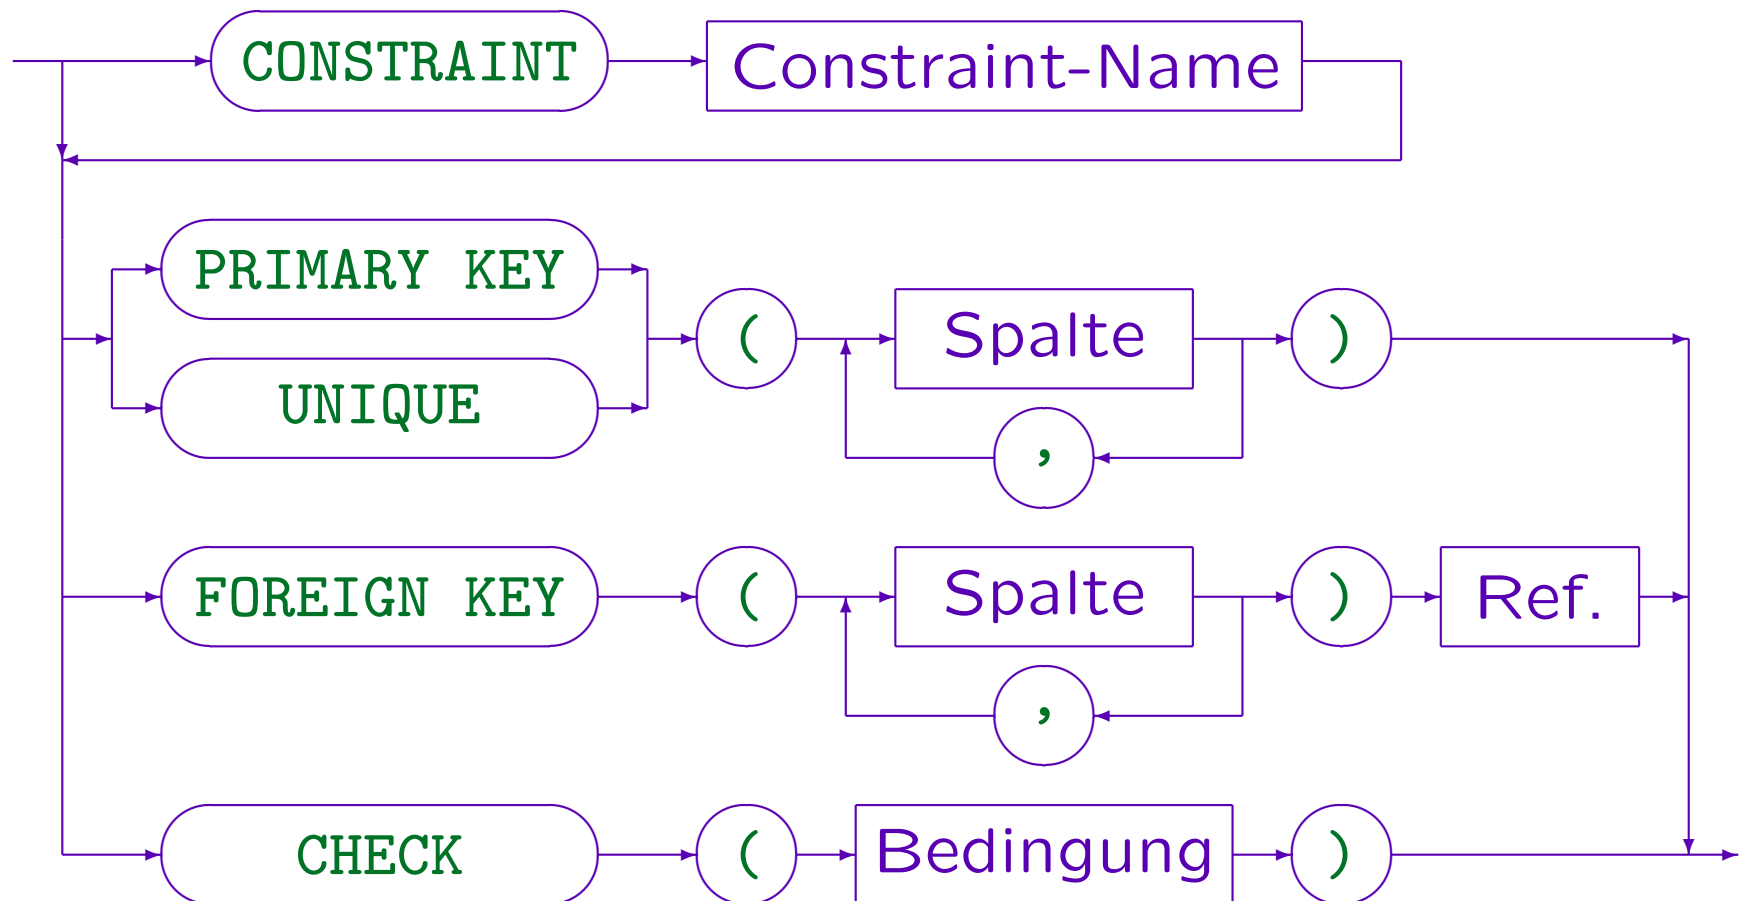 CONSTRAINT Constraint-Name
PRIMARY KEY
( Spalte )
UNIQUE
,
FOREIGN KEY ( Spalte ) Ref.
,
CHECK ( Bedingung )